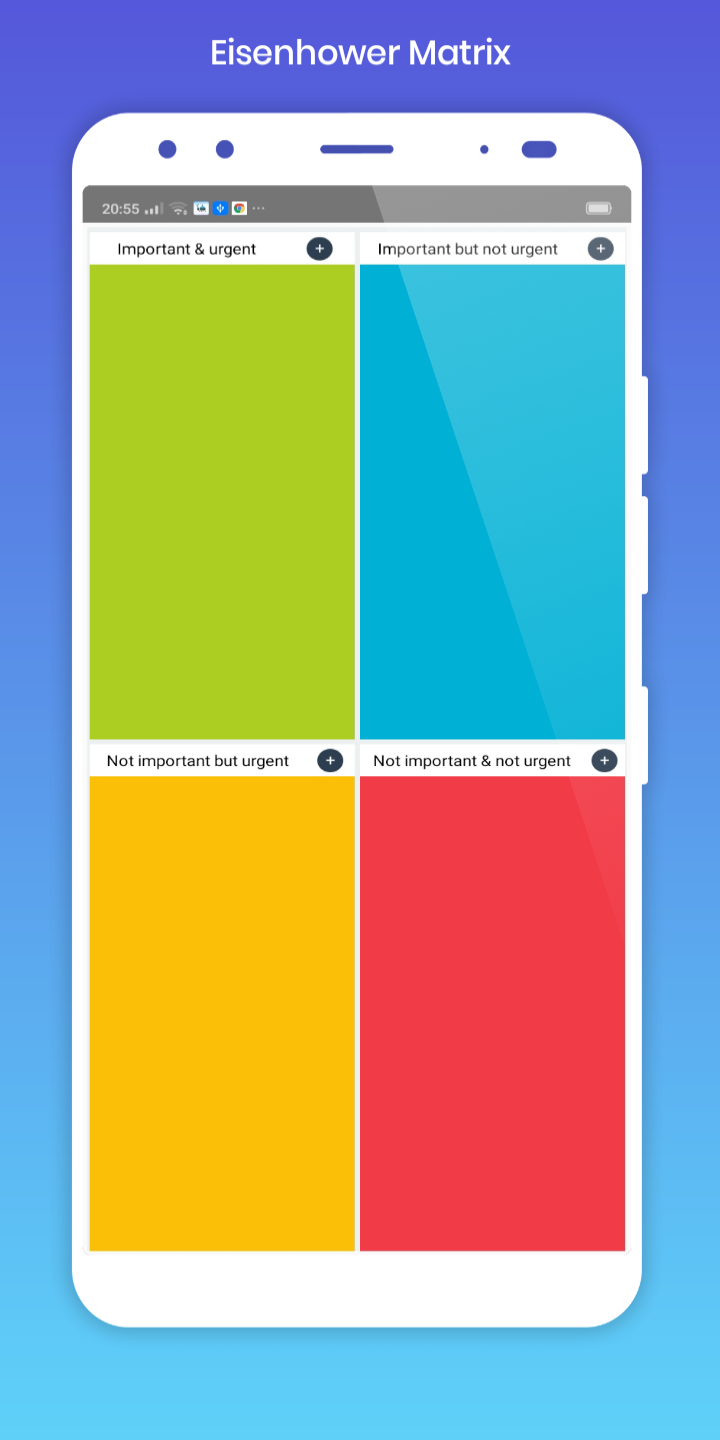 Eisenhower Matrix
20:55
Important & urgent +
Important but not urgent +
Not important but urgent +
Not important & not urgent +